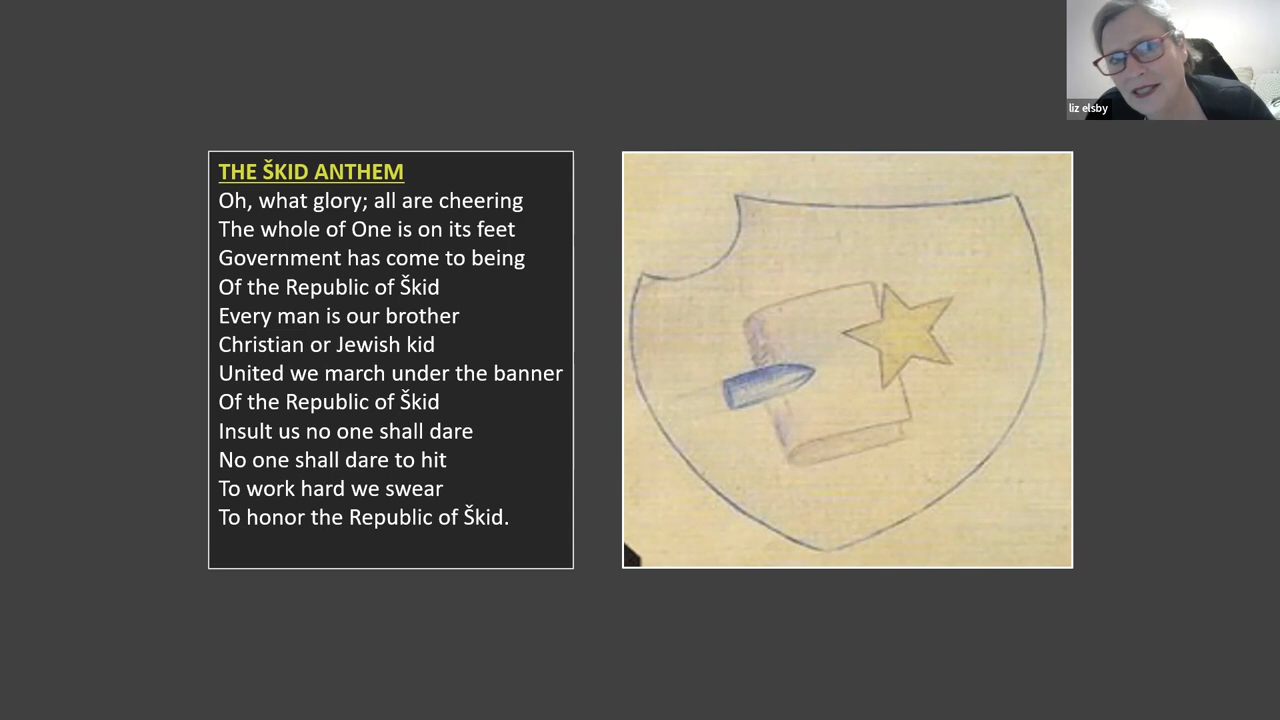 liz elsby
THE ŠKID ANTHEM
Oh, what glory; all are cheering
The whole of One is on its feet
Government has come to being
Of the Republic of Škid
Every man is our brother
Christian or Jewish kid
United we march under the banner
Of the Republic of Škid
Insult us no one shall dare
No one shall dare to hit
To work hard we swear
To honor the Republic of Škid.